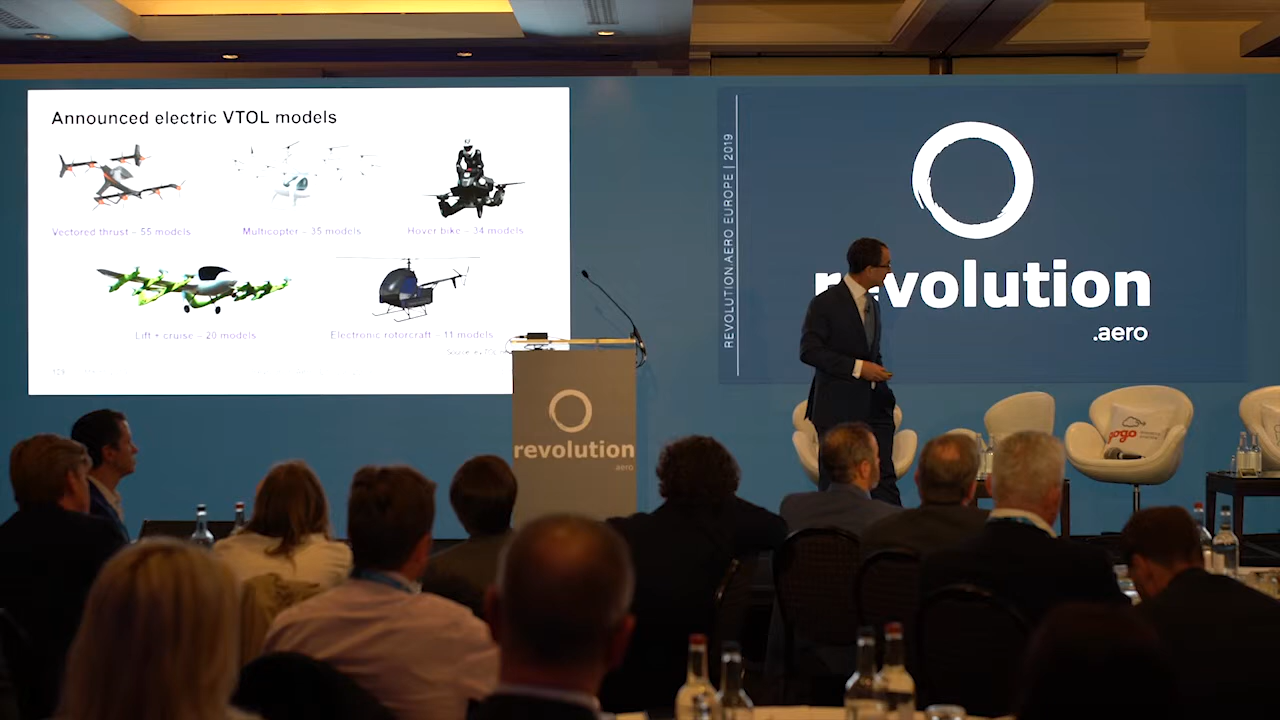 Announced electric VTOL models
Vectored thrust – 55 models
Multicopter – 35 models
Hover bike – 34 models
Lift + cruise – 20 models
Electronic rotorcraft – 11 models
REVOLUTION.AERO EUROPE | 2019
revolution
.aero
revolution
.aero
gogo